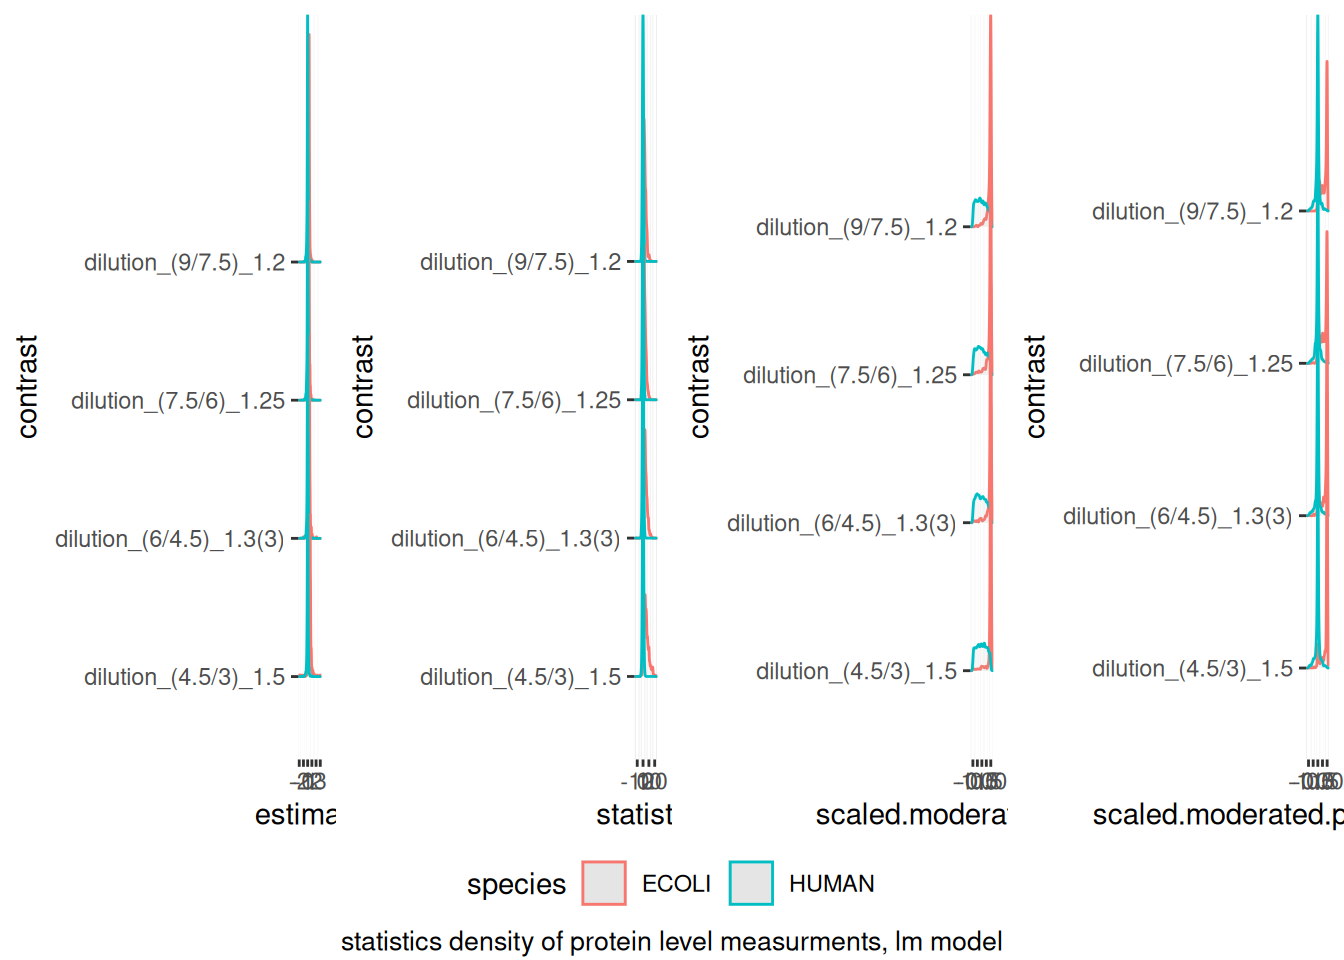 contrast
dilution_(9/7.5)_1.2
dilution_(7.5/6)_1.25
dilution_(6/4.5)_1.3(3)
dilution_(4.5/3)_1.5
estima
contrast
dilution_(9/7.5)_1.2
dilution_(7.5/6)_1.25
dilution_(6/4.5)_1.3(3)
dilution_(4.5/3)_1.5
statist
contrast
dilution_(9/7.5)_1.2
dilution_(7.5/6)_1.25
dilution_(6/4.5)_1.3(3)
dilution_(4.5/3)_1.5
scaled.modera
contrast
dilution_(9/7.5)_1.2
dilution_(7.5/6)_1.25
dilution_(6/4.5)_1.3(3)
dilution_(4.5/3)_1.5
scaled.moderated.p
species ECOLI HUMAN
statistics density of protein level measurments, lm model